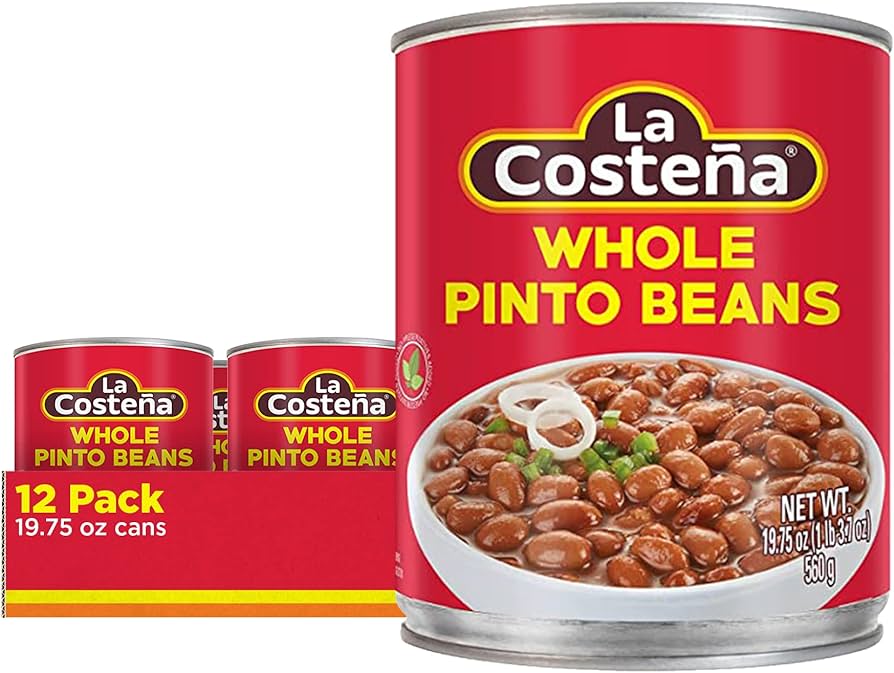 La
Costeña®
WHOLE
PINTO BEANS
NET WT.
19.75 oz (1 lb 3.7 oz)
560 g
La
Costeña®
WHOLE
PINTO BEANS
La
Costeña®
WHOLE
PINTO BEANS
12 Pack
19.75 oz cans